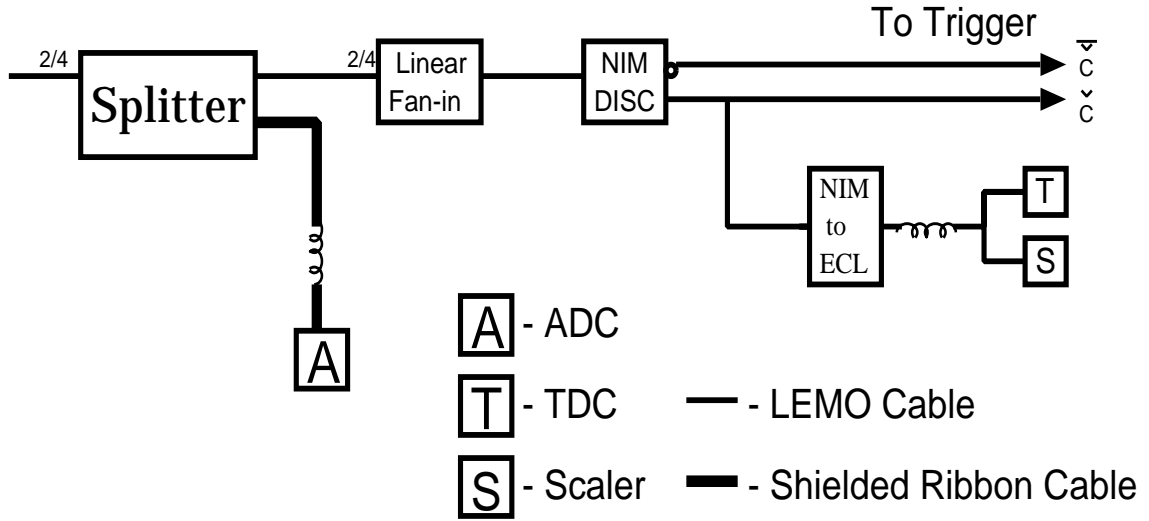 To Trigger
2/4
Splitter
2/4
Linear
Fan-in
NIM
DISC
C̅̌
Č
NIM
to
ECL
T
S
A
A - ADC
T - TDC
S - Scaler
- LEMO Cable
- Shielded Ribbon Cable